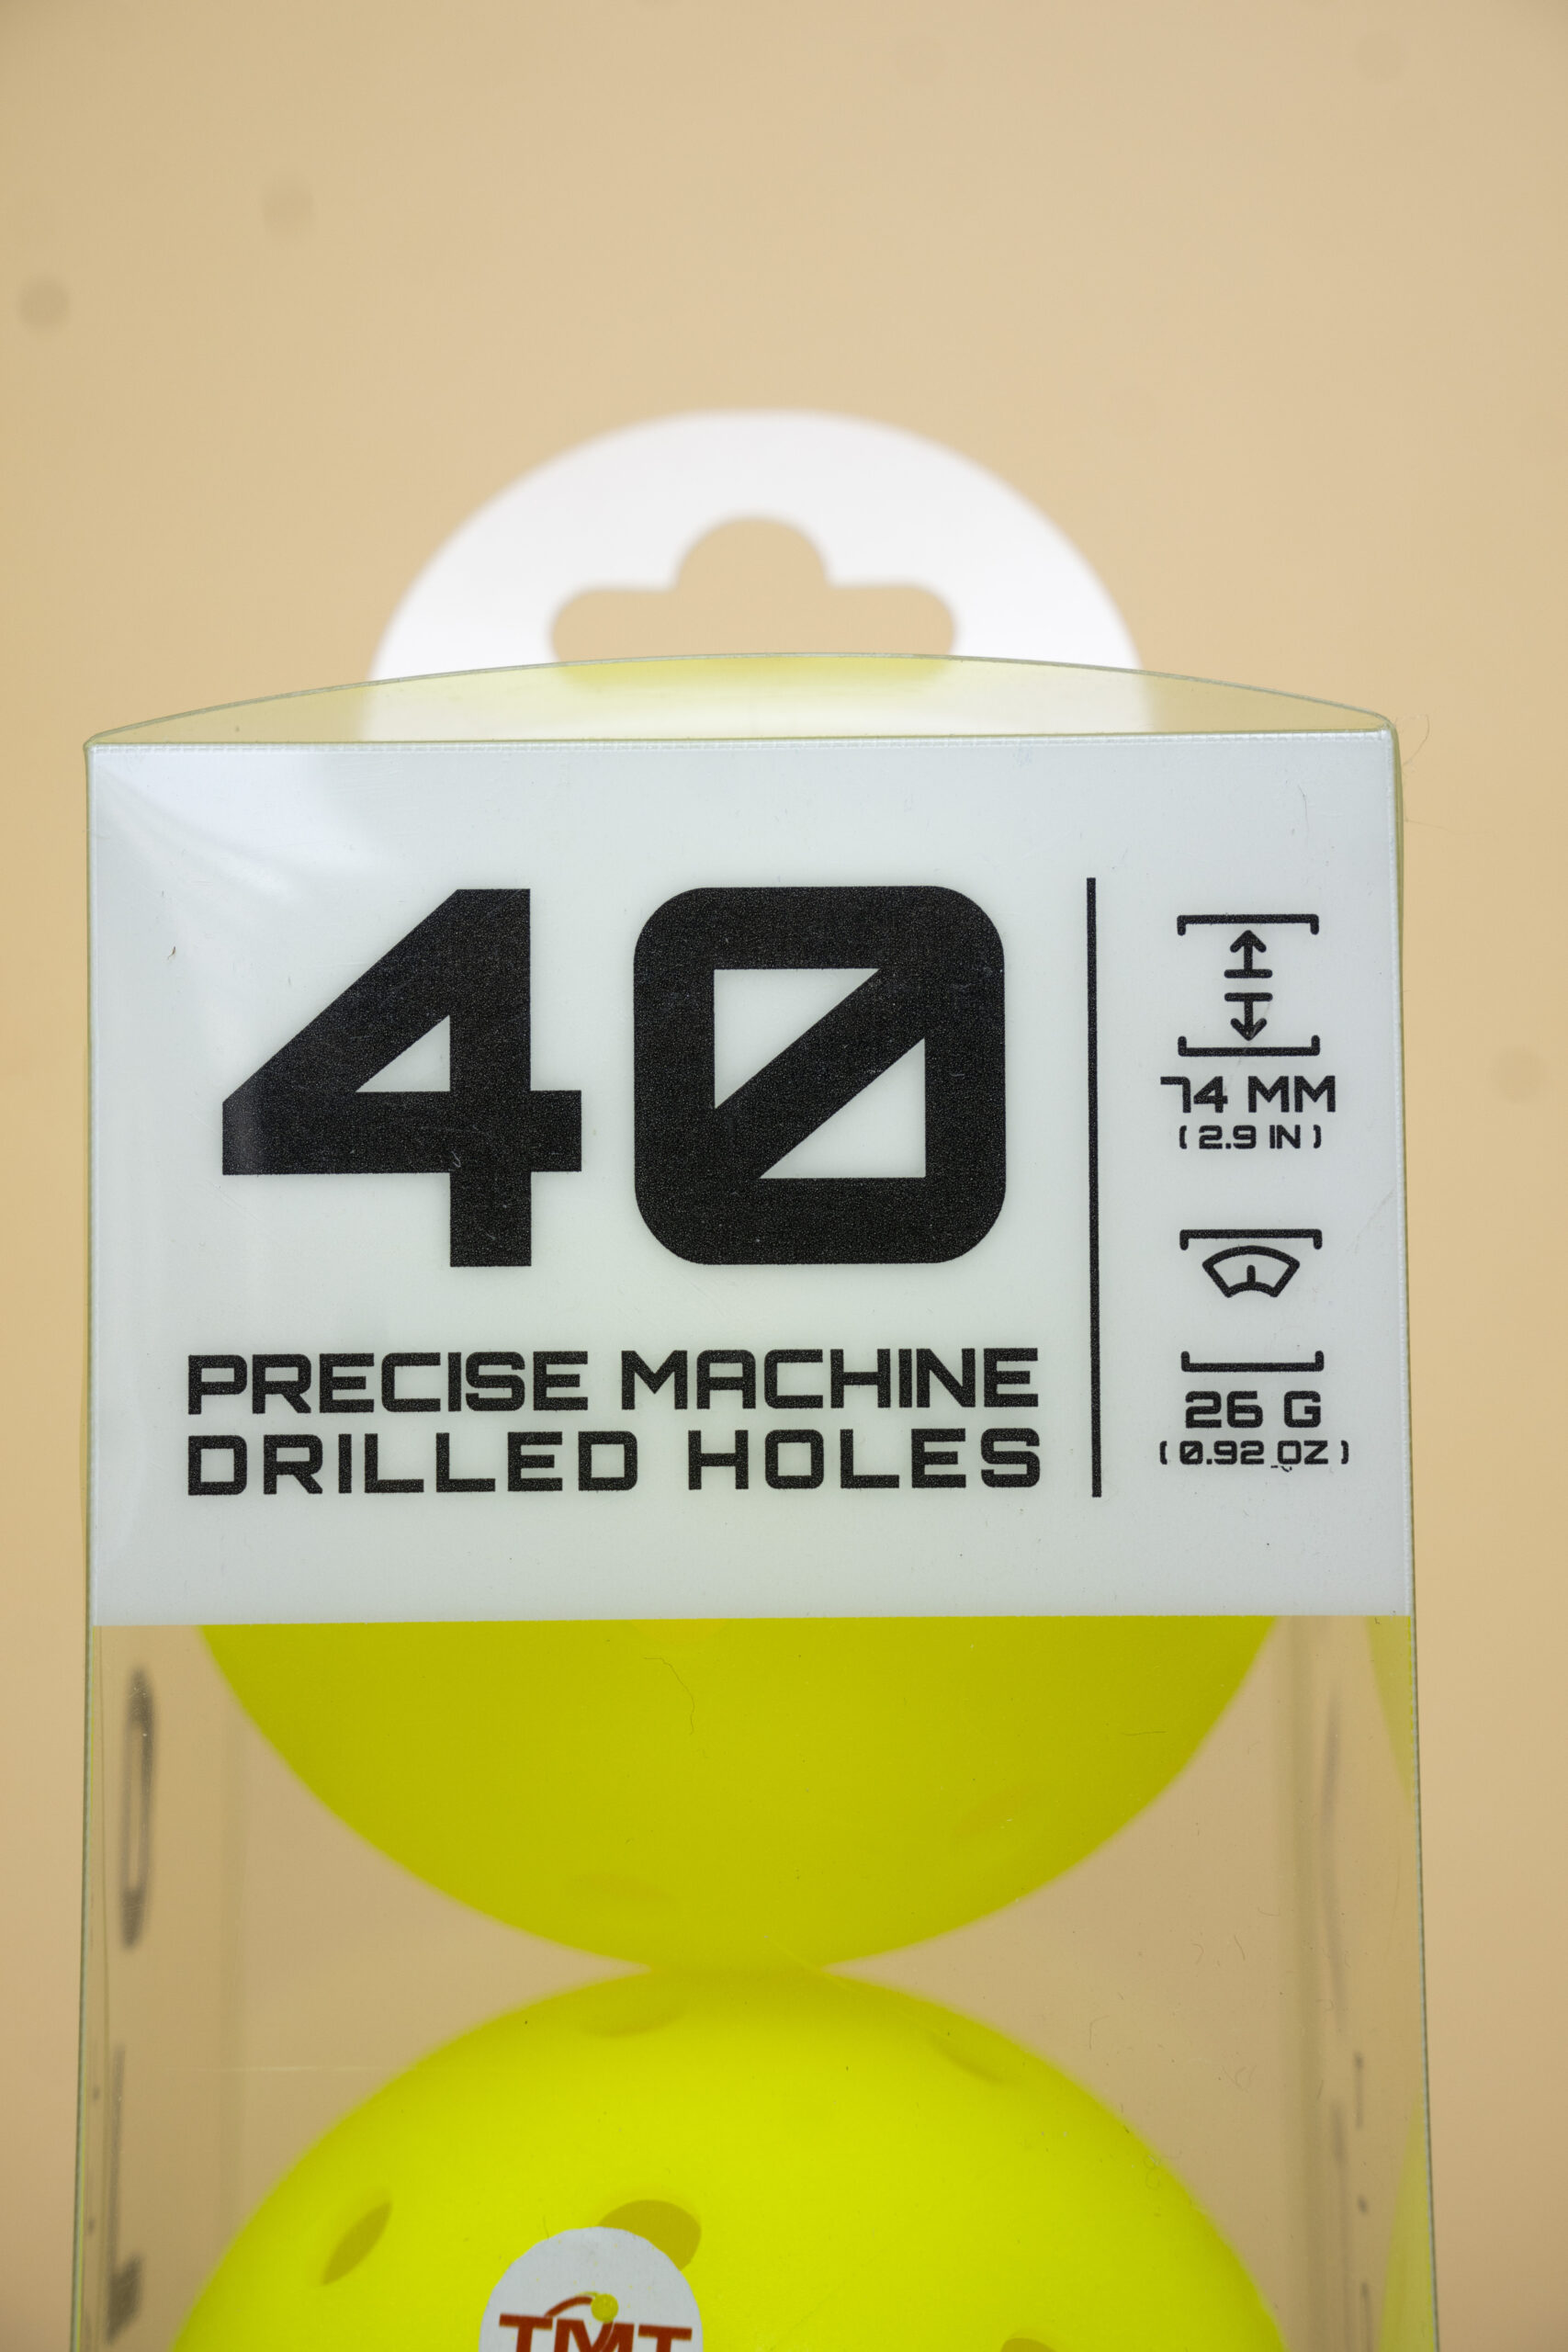 40
PRECISE MACHINE
DRILLED HOLES
74 MM
( 2.9 IN )
26 G
( 0.92 OZ )
TMT